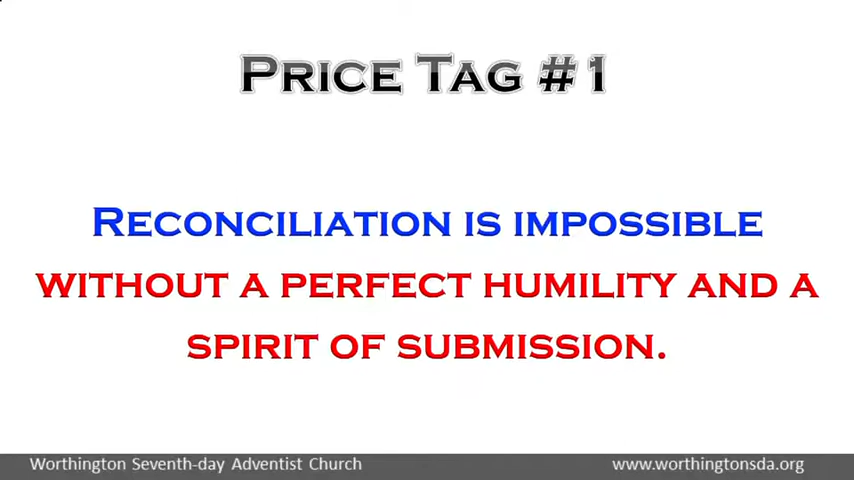 Price Tag #1
Reconciliation is impossible
without a perfect humility and a
spirit of submission.
Worthington Seventh-day Adventist Church www.worthingtonsda.org